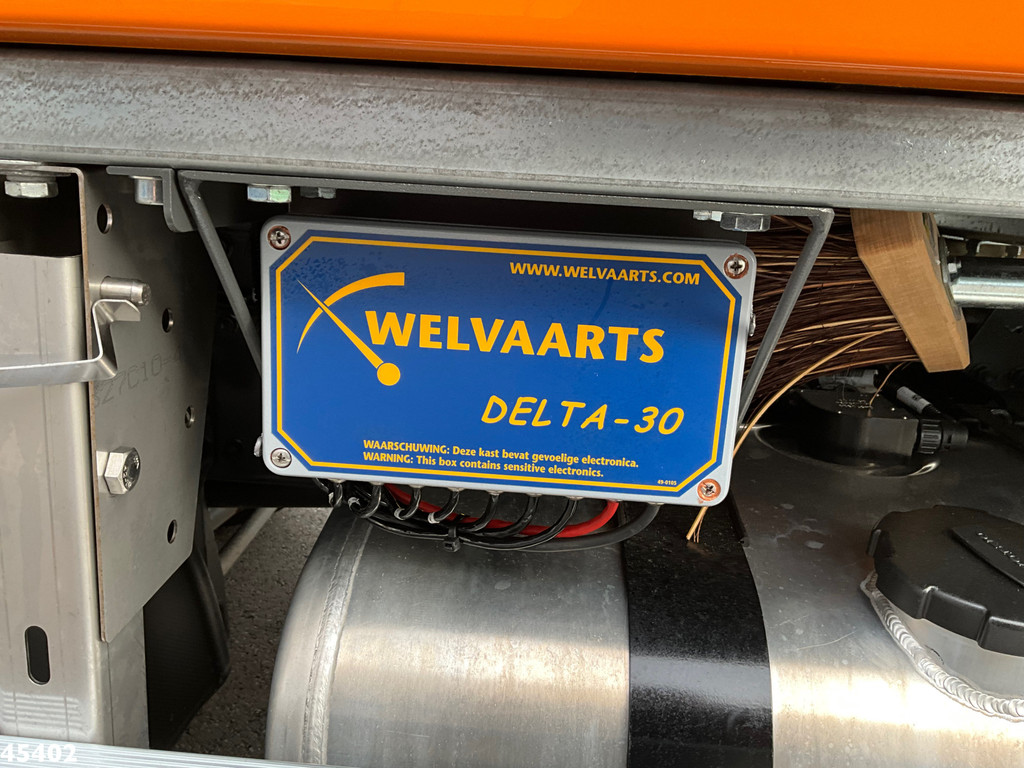 WWW.WELVAARTS.COM
WELVAARTS
DELTA-30
WAARSCHUWING: Deze kast bevat gevoelige electronica.
WARNING: This box contains sensitive electronics.
49-0105
45402